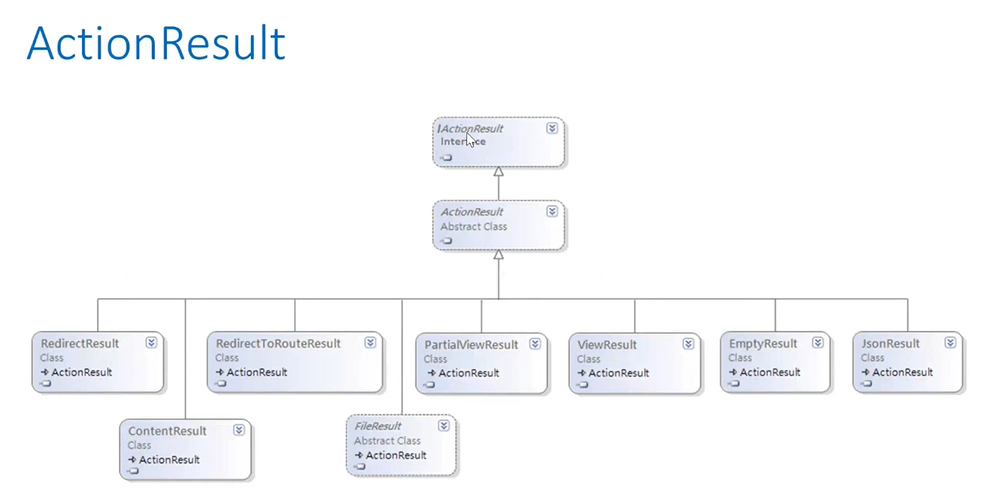 ActionResult
IActionResult
Interface
ActionResult
Abstract Class
RedirectResult
Class
ActionResult
RedirectToRouteResult
Class
ActionResult
PartialViewResult
Class
ActionResult
ViewResult
Class
ActionResult
EmptyResult
Class
ActionResult
JsonResult
Class
ActionResult
ContentResult
Class
ActionResult
FileResult
Abstract Class
ActionResult